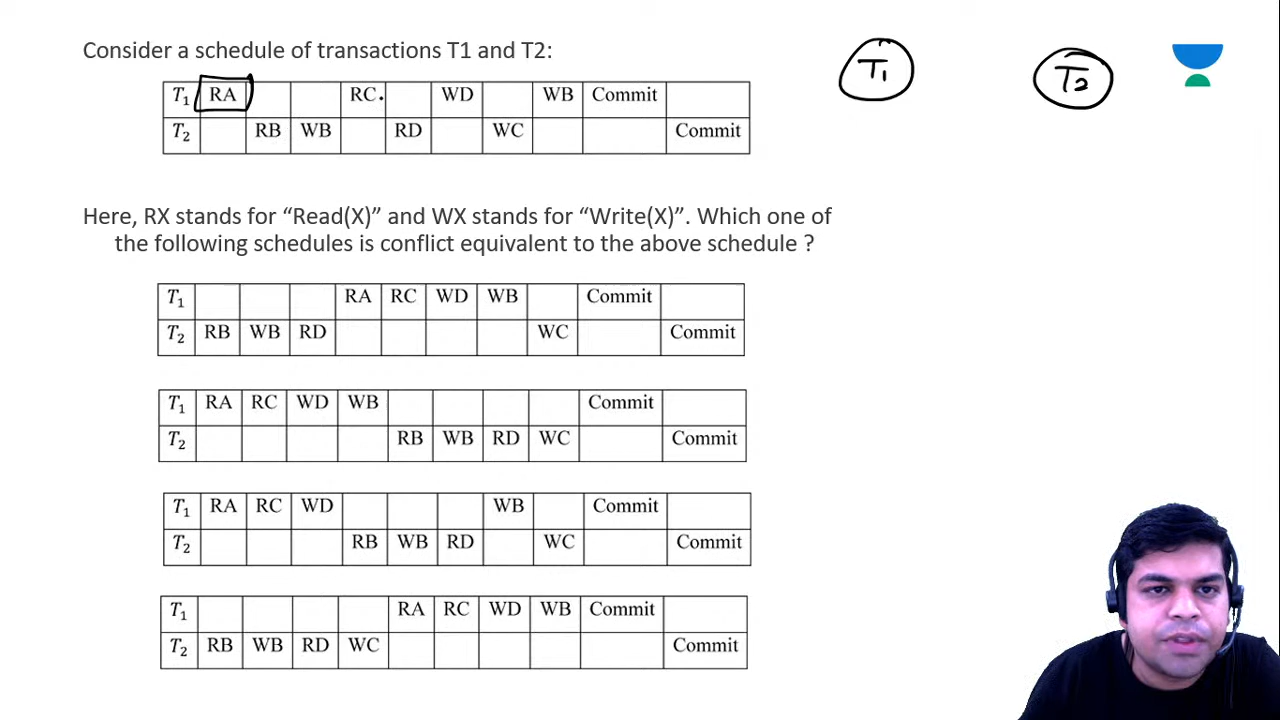 Consider a schedule of transactions T1 and T2:
T1 RA RC WD WB Commit
T2 RB WB RD WC Commit
Here, RX stands for “Read(X)” and WX stands for “Write(X)”. Which one of
the following schedules is conflict equivalent to the above schedule ?
T1 RA RC WD WB Commit
T2 RB WB RD WC Commit
T1 RA RC WD WB Commit
T2 RB WB RD WC Commit
T1 RA RC WD WB Commit
T2 RB WB RD WC Commit
T1 RA RC WD WB Commit
T2 RB WB RD WC Commit
T1
T2